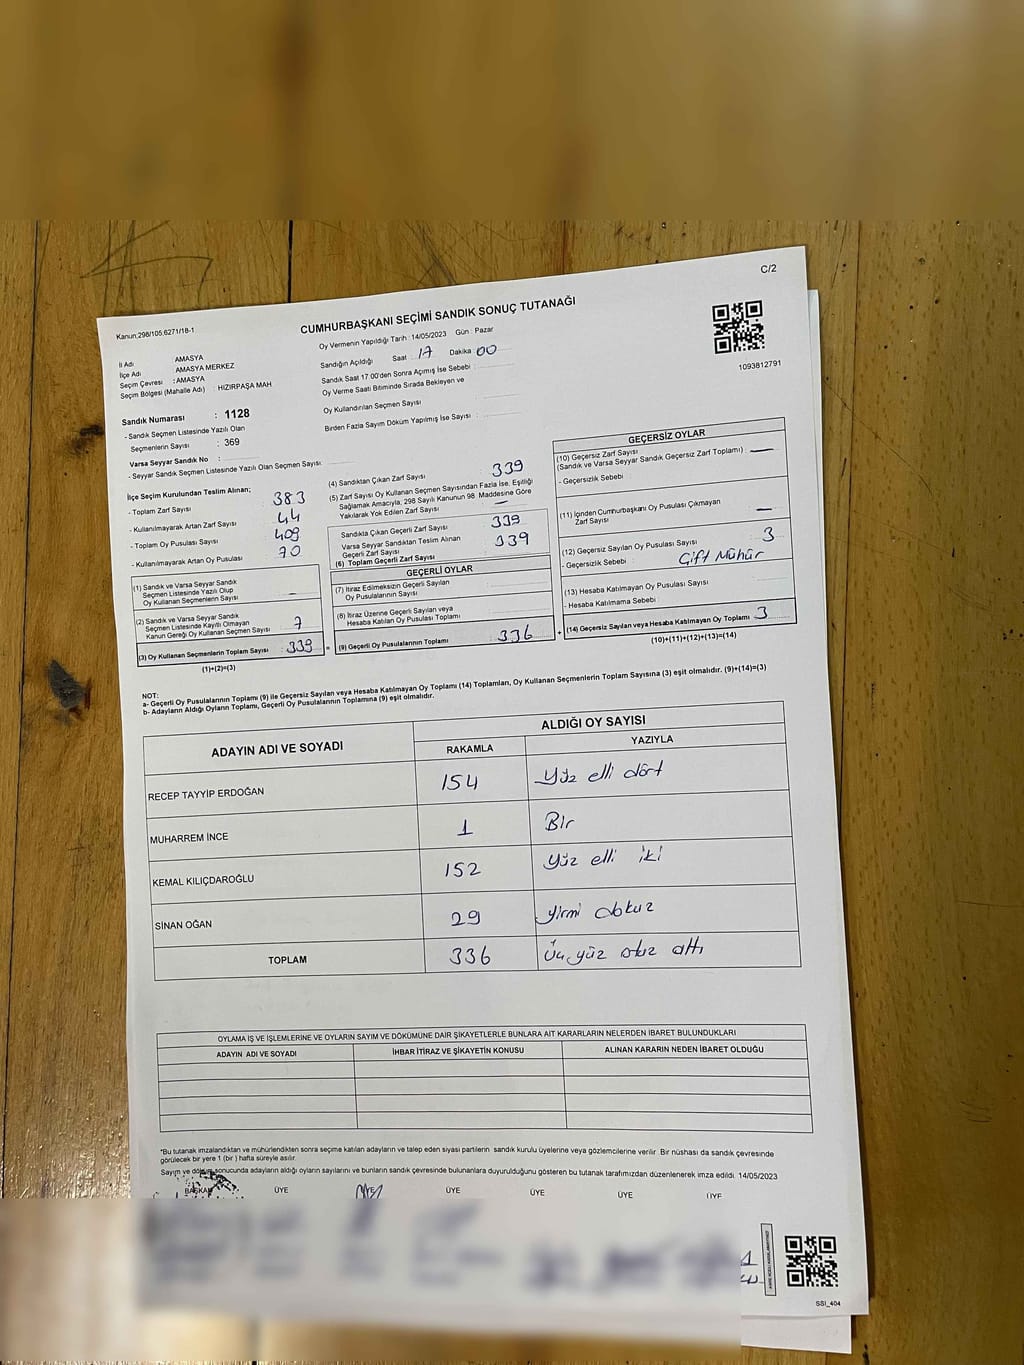 C/2
Kanun:298/105,6271/18-1
CUMHURBAŞKANI SEÇİMİ SANDIK SONUÇ TUTANAĞI
Oy Vermenin Yapıldığı Tarih : 14/05/2023 Gün : Pazar
1093812791
İl Adı AMASYA
İlçe Adı AMASYA MERKEZ
Seçim Çevresi : AMASYA
Seçim Bölgesi (Mahalle Adı) : HIZIRPAŞA MAH
Sandığın Açıldığı Saat : 17 Dakika : 00
Sandık Saat 17:00'den Sonra Açımış İse Sebebi :
Oy Verme Saati Bitiminde Sırada Bekleyen ve
Oy Kullandırılan Seçmen Sayısı
Birden Fazla Sayım Döküm Yapılmış İse Sayısı :
Sandık Numarası : 1128
- Sandık Seçmen Listesinde Yazılı Olan
Seçmenlerin Sayısı : 369
Varsa Seyyar Sandık No :
- Seyyar Sandık Seçmen Listesinde Yazılı Olan Seçmen Sayısı:
İlçe Seçim Kurulundan Teslim Alınan;
- Toplam Zarf Sayısı 383
- Kullanılmayarak Artan Zarf Sayısı 44
- Toplam Oy Pusulası Sayısı 409
- Kullanılmayarak Artan Oy Pusulası 70
(1) Sandık ve Varsa Seyyar Sandık
Seçmen Listesinde Yazılı Olup
Oy Kullanan Seçmenlerin Sayısı –
(2) Sandık ve Varsa Seyyar Sandık
Seçmen Listesinde Kayıtlı Olmayan
Kanun Gereği Oy Kullanan Seçmen Sayısı 7
(3) Oy Kullanan Seçmenlerin Toplam Sayısı : 339
(1)+(2)=(3)
(4) Sandıktan Çıkan Zarf Sayısı : 339
(5) Zarf Sayısı Oy Kullanan Seçmen Sayısından Fazla İse, Eşitliği
Sağlamak Amacıyla, 298 Sayılı Kanunun 98. Maddesine Göre
Yakılarak Yok Edilen Zarf Sayısı : –
Sandıkta Çıkan Geçerli Zarf Sayısı : 339
Varsa Seyyar Sandıktan Teslim Alınan
Geçerli Zarf Sayısı : 339
(6) Toplam Geçerli Zarf Sayısı
GEÇERLİ OYLAR
(7) İtiraz Edilmeksizin Geçerli Sayılan
Oy Pusulalarının Sayısı
(8) İtiraz Üzerine Geçerli Sayılan veya
Hesaba Katılan Oy Pusulası Toplamı
(9) Geçerli Oy Pusulalarının Toplamı : 336
GEÇERSİZ OYLAR
(10) Geçersiz Zarf Sayısı
(Sandık ve Varsa Seyyar Sandık Geçersiz Zarf Toplamı) : –
- Geçersizlik Sebebi :
(11) İçinden Cumhurbaşkanı Oy Pusulası Çıkmayan
Zarf Sayısı –
(12) Geçersiz Sayılan Oy Pusulası Sayısı : 3
- Geçersizlik Sebebi : Çift Mühür
(13) Hesaba Katılmayan Oy Pusulası Sayısı
- Hesaba Katılmama Sebebi :
(14) Geçersiz Sayılan veya Hesaba Katılmayan Oy Toplamı : 3
(10)+(11)+(12)+(13)=(14)
NOT:
a- Geçerli Oy Pusulalarının Toplamı (9) ile Geçersiz Sayılan veya Hesaba Katılmayan Oy Toplamı (14) Toplamları, Oy Kullanan Seçmenlerin Toplam Sayısına (3) eşit olmalıdır. (9)+(14)=(3)
b- Adayların Aldığı Oyların Toplamı, Geçerli Oy Pusulalarının Toplamına (9) eşit olmalıdır.
ADAYIN ADI VE SOYADI ALDIĞI OY SAYISI
RAKAMLA YAZIYLA
RECEP TAYYİP ERDOĞAN 154 Yüz elli dört
MUHARREM İNCE 1 Bir
KEMAL KILIÇDAROĞLU 152 Yüz elli iki
SİNAN OĞAN 29 Yirmi dokuz
TOPLAM 336 Üç yüz otuz altı
OYLAMA İŞ VE İŞLEMLERİNE VE OYLARIN SAYIM VE DÖKÜMÜNE DAİR ŞİKAYETLERLE BUNLARA AİT KARARLARIN NELERDEN İBARET BULUNDUKLARI
ADAYIN ADI VE SOYADI İHBAR İTİRAZ VE ŞİKAYETİN KONUSU ALINAN KARARIN NEDEN İBARET OLDUĞU
*Bu tutanak imzalandıktan ve mühürlendikten sonra seçime katılan adayların ve talep eden siyasi partilerin sandık kurulu üyelerine veya gözlemcilerine verilir. Bir nüshası da sandık çevresinde
görülecek bir yere 1 (bir ) hafta süreyle asılır.
Sayım ve döküm sonucunda adayların aldığı oyların sayılarını ve bunların sandık çevresinde bulunanlara duyurulduğunu gösteren bu tutanak tarafımızdan düzenlenerek imza edildi. 14/05/2023
BAŞKAN ÜYE ÜYE ÜYE ÜYE ÜYE ÜYE
SSI_404